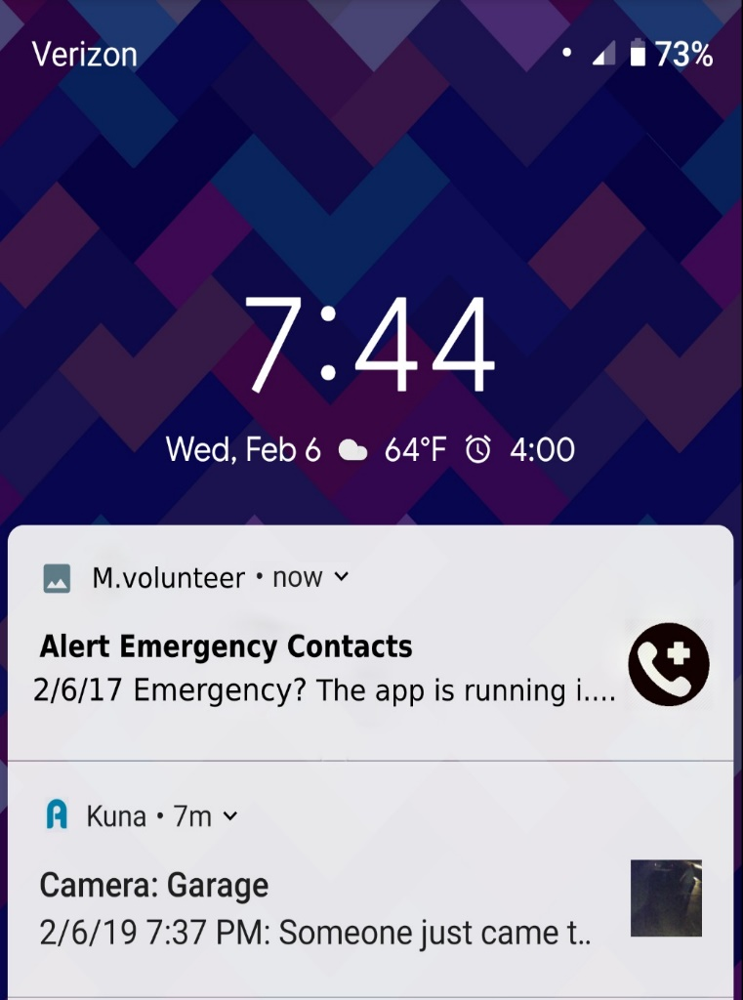 Verizon
73%
7:44
Wed, Feb 6 64°F 4:00
M.volunteer • now
Alert Emergency Contacts
2/6/17 Emergency? The app is running i....
Kuna • 7m
Camera: Garage
2/6/19 7:37 PM: Someone just came t..